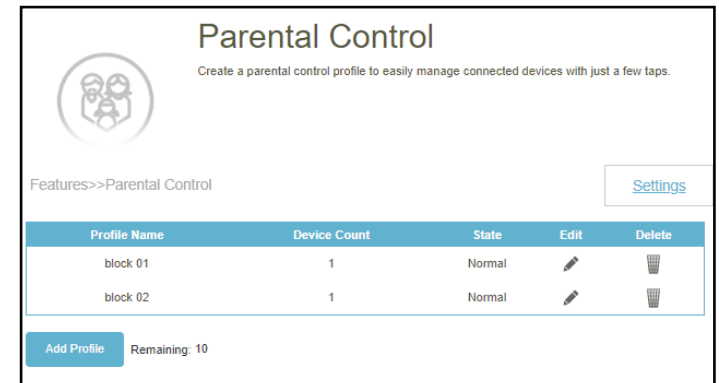 Parental Control
Create a parental control profile to easily manage connected devices with just a few taps.
Features>>Parental Control
Settings
Profile Name Device Count State Edit Delete
block 01 1 Normal
block 02 1 Normal
Add Profile Remaining: 10